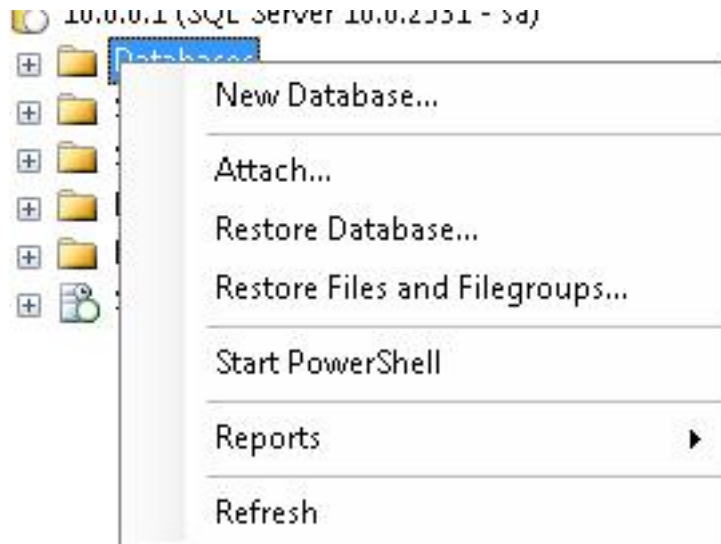 10.0.0.1 (SQL Server 10.0.2531 - sa)
Databases
New Database...
Attach...
Restore Database...
Restore Files and Filegroups...
Start PowerShell
Reports
Refresh